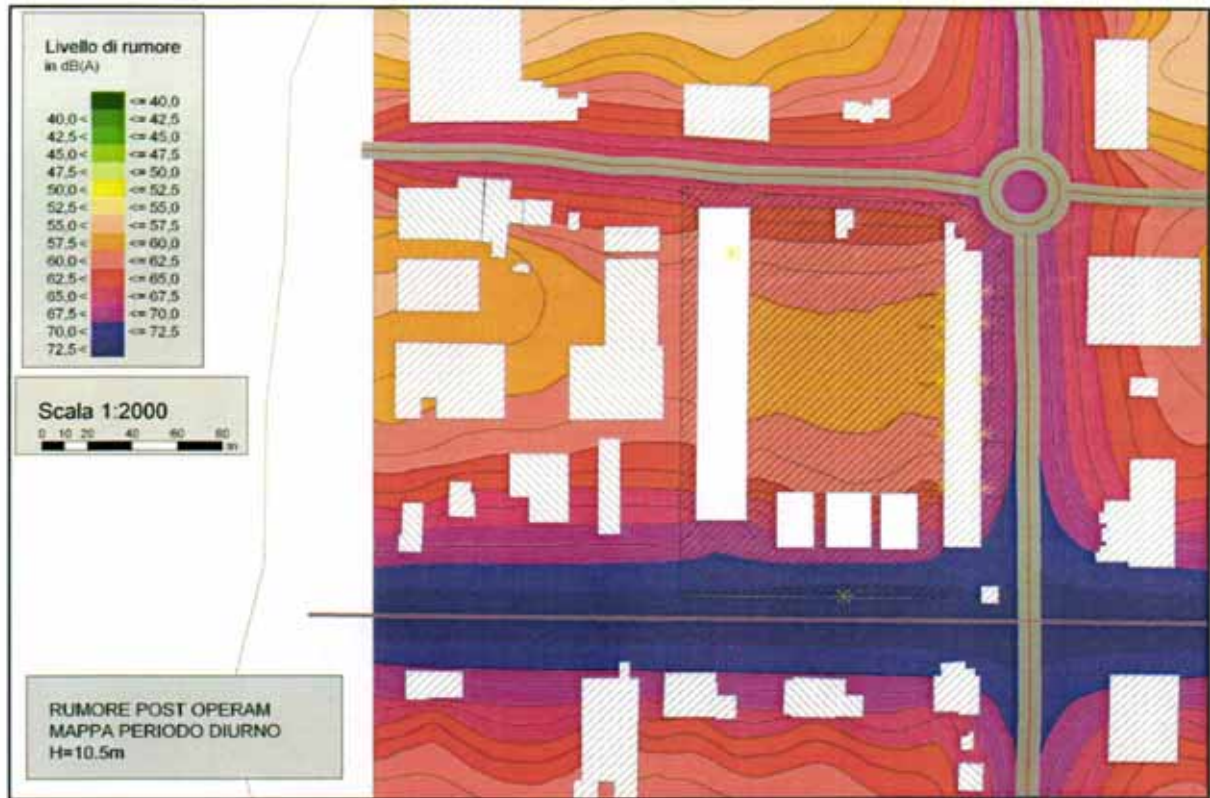 Livello di rumore
in dB(A)
<= 40,0
40,0 < <= 42,5
42,5 < <= 45,0
45,0 < <= 47,5
47,5 < <= 50,0
50,0 < <= 52,5
52,5 < <= 55,0
55,0 < <= 57,5
57,5 < <= 60,0
60,0 < <= 62,5
62,5 < <= 65,0
65,0 < <= 67,5
67,5 < <= 70,0
70,0 < <= 72,5
72,5 <
Scala 1:2000
0 10 20 40 60 80
m
RUMORE POST OPERAM
MAPPA PERIODO DIURNO
H=10.5m